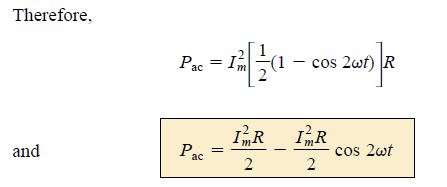 Therefore,
P_ac = I_m^2 [1/2 (1 − cos 2ωt)] R
and P_ac = I_m^2 R / 2 − I_m^2 R / 2 cos 2ωt